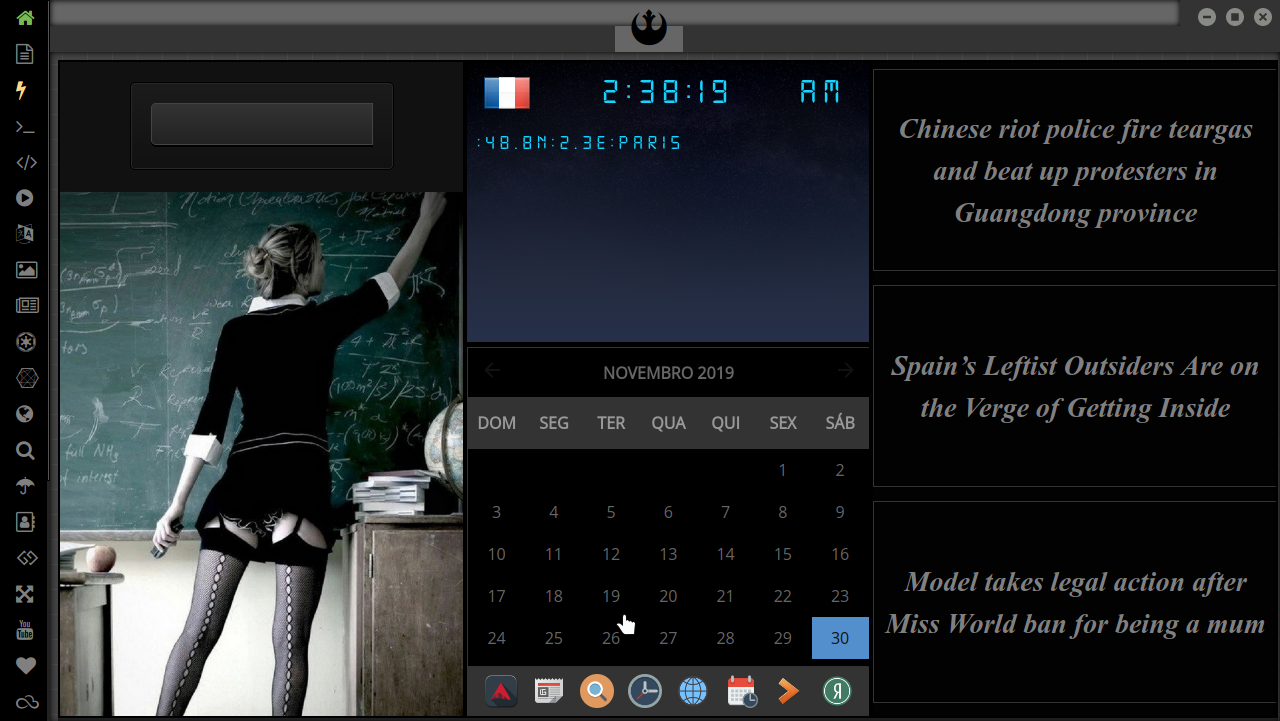 2:38:19 AM
:48.8N:2.3E:PARIS
NOVEMBRO 2019
DOM SEG TER QUA QUI SEX SÁB
1 2
3 4 5 6 7 8 9
10 11 12 13 14 15 16
17 18 19 20 21 22 23
24 25 26 27 28 29 30
Chinese riot police fire teargas
and beat up protesters in
Guangdong province
Spain’s Leftist Outsiders Are on
the Verge of Getting Inside
Model takes legal action after
Miss World ban for being a mum
You
Tube